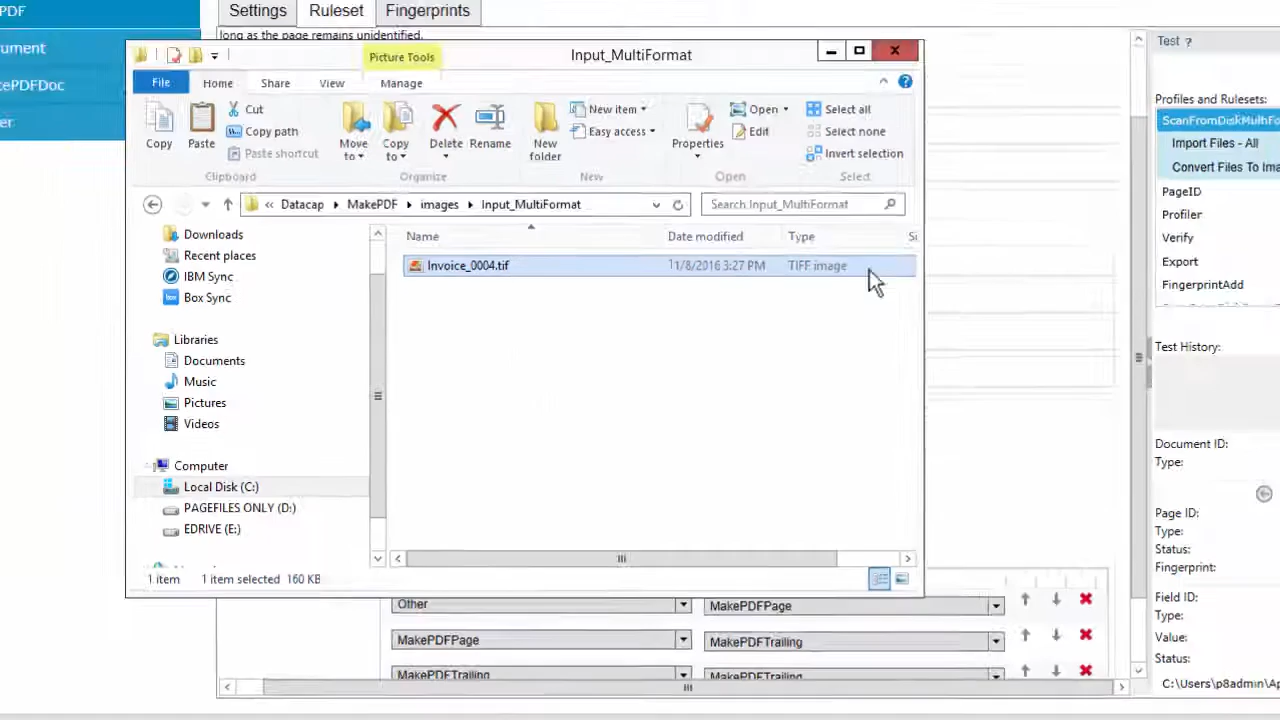 PDF
ument
tePDFDoc
er
Settings
Ruleset
Fingerprints
long as the page remains unidentified.
Picture Tools
Input_MultiFormat
File
Home
Share
View
Manage
Copy
Paste
Cut
Copy path
Paste shortcut
Clipboard
Move to
Copy to
Delete
Rename
Organize
New folder
New item
Easy access
New
Properties
Open
Edit
Open
Select all
Select none
Invert selection
Select
« Datacap ▸ MakePDF ▸ images ▸ Input_MultiFormat
Search Input_MultiFormat
Downloads
Recent places
IBM Sync
Box Sync
Libraries
Documents
Music
Pictures
Videos
Computer
Local Disk (C:)
PAGEFILES ONLY (D:)
EDRIVE (E:)
Name
Date modified
Type
Si
Invoice_0004.tif
11/8/2016 3:27 PM
TIFF image
1 item
1 item selected 160 KB
Other
MakePDFPage
MakePDFPage
MakePDFTrailing
MakePDFTrailing
MakePDFTrailing
Test ?
Profiles and Rulesets:
ScanFromDiskMultiFo
Import Files - All
Convert Files To Ima
PageID
Profiler
Verify
Export
FingerprintAdd
Test History:
Document ID:
Type:
Page ID:
Type:
Status:
Fingerprint:
Field ID:
Type:
Value:
Status:
C:\Users\p8admin\Ap